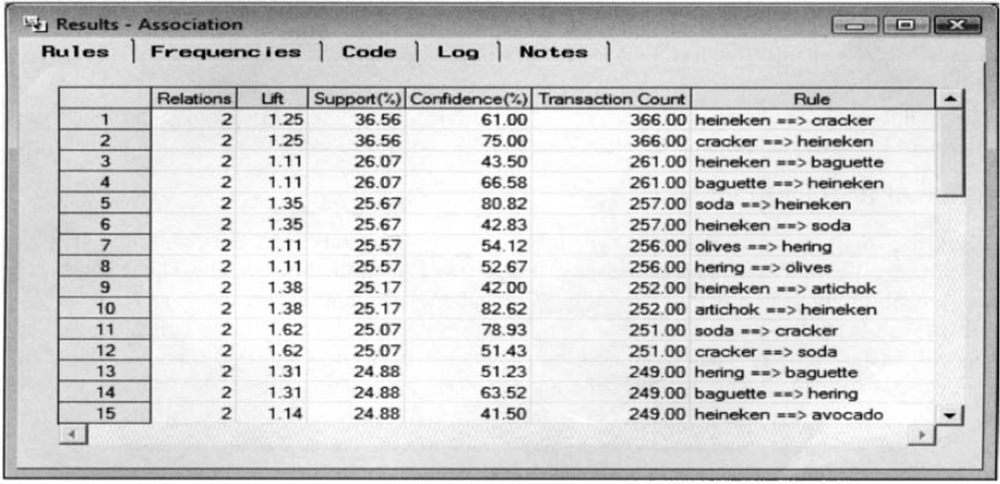 Results - Association
Rules Frequencies Code Log Notes
Relations Lift Support(%) Confidence(%) Transaction Count Rule
1 2 1.25 36.56 61.00 366.00 heineken ==> cracker
2 2 1.25 36.56 75.00 366.00 cracker ==> heineken
3 2 1.11 26.07 43.50 261.00 heineken ==> baguette
4 2 1.11 26.07 66.58 261.00 baguette ==> heineken
5 2 1.35 25.67 80.82 257.00 soda ==> heineken
6 2 1.35 25.67 42.83 257.00 heineken ==> soda
7 2 1.11 25.57 54.12 256.00 olives ==> hering
8 2 1.11 25.57 52.67 256.00 hering ==> olives
9 2 1.38 25.17 42.00 252.00 heineken ==> artichok
10 2 1.38 25.17 82.62 252.00 artichok ==> heineken
11 2 1.62 25.07 78.93 251.00 soda ==> cracker
12 2 1.62 25.07 51.43 251.00 cracker ==> soda
13 2 1.31 24.88 51.23 249.00 hering ==> baguette
14 2 1.31 24.88 63.52 249.00 baguette ==> hering
15 2 1.14 24.88 41.50 249.00 heineken ==> avocado